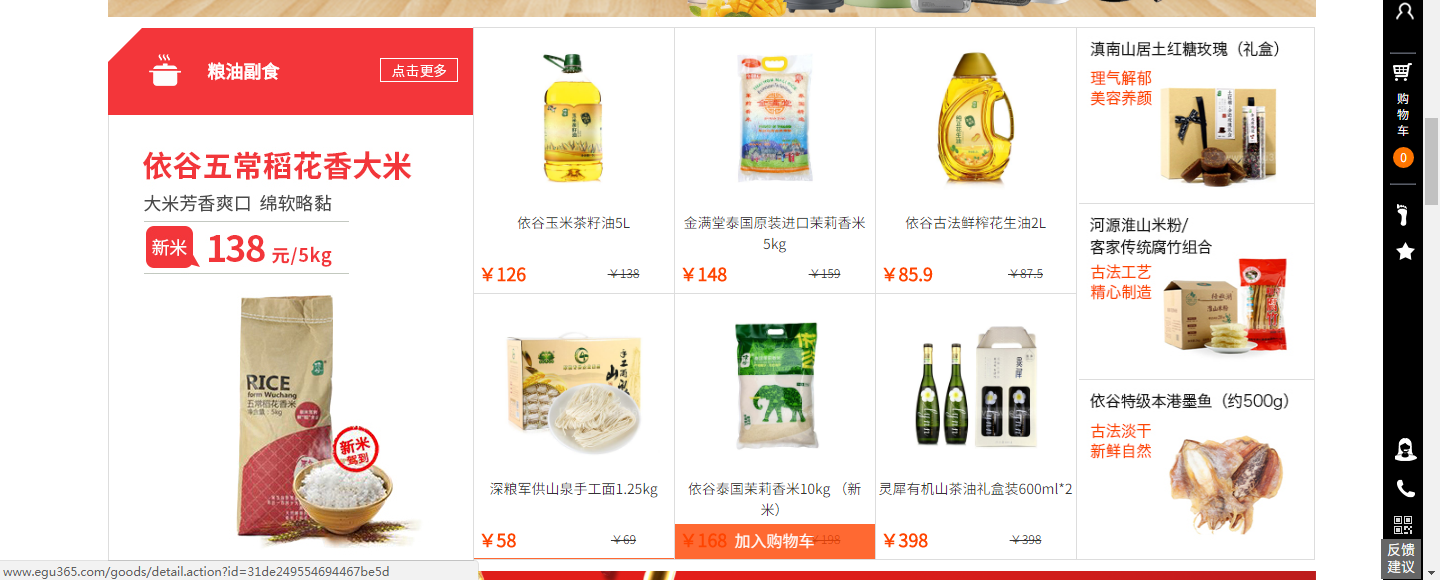 粮油副食
点击更多
依谷五常稻花香大米
大米芳香爽口 绵软略黏
新米
138 元/5kg
RICE
form Wuchang
五常稻花香米
净含量：5kg
新米
驾到
依谷玉米茶籽油5L
￥126
￥138
金满堂泰国原装进口茉莉香米
5kg
￥148
￥159
依谷古法鲜榨花生油2L
￥85.9
￥87.5
深粮军供山泉手工面1.25kg
￥58
￥69
依谷泰国茉莉香米10kg （新
米）
￥168
加入购物车
￥198
灵犀有机山茶油礼盒装600ml*2
￥398
￥398
滇南山居土红糖玫瑰（礼盒）
理气解郁
美容养颜
河源淮山米粉/
客家传统腐竹组合
古法工艺
精心制造
依谷特级本港墨鱼（约500g）
古法淡干
新鲜自然
购
物
车
0
反馈
建议
www.egu365.com/goods/detail.action?id=31de249554694467be5d